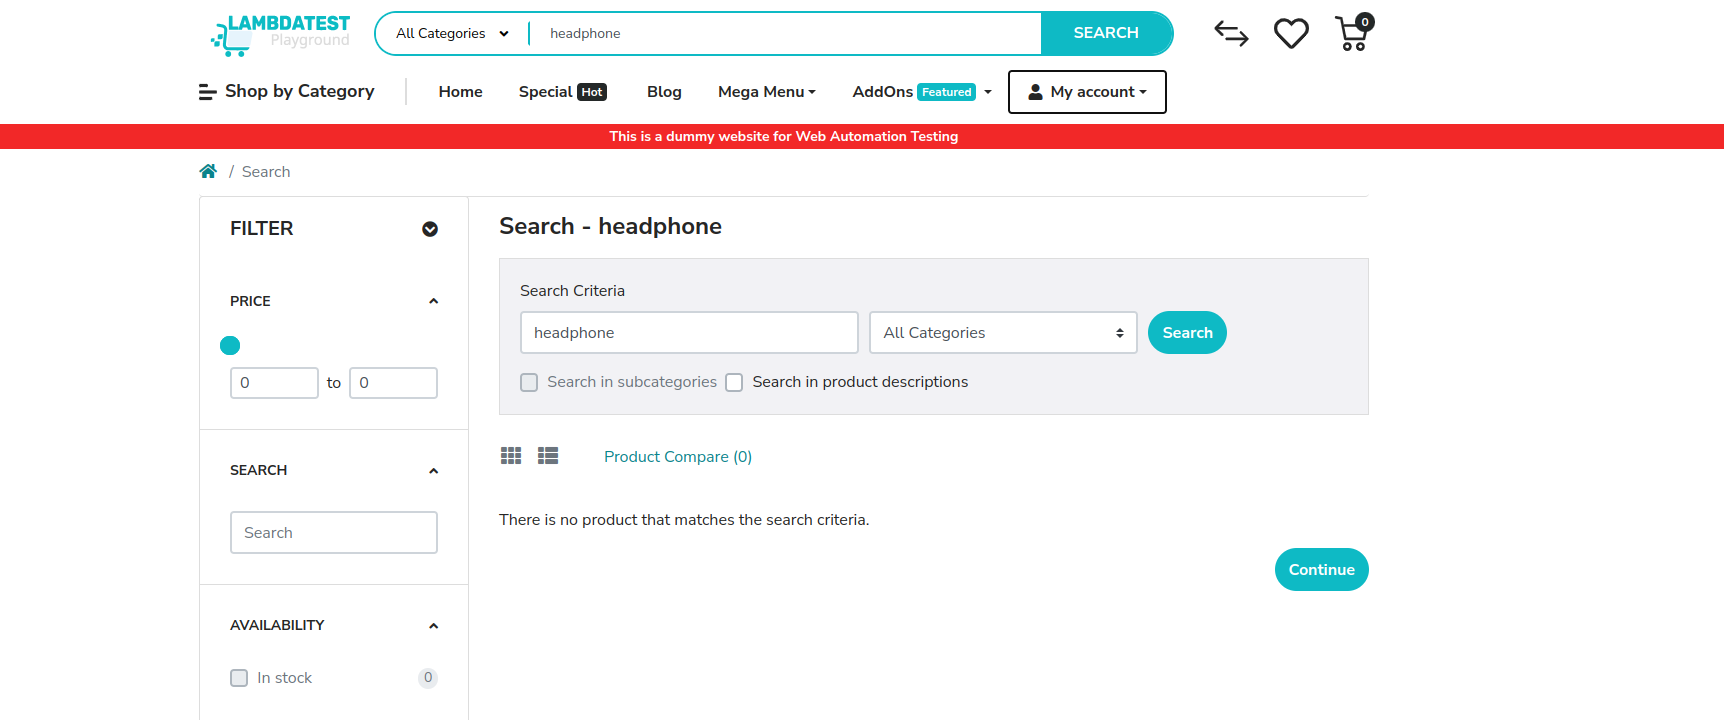 LAMBDATEST
Playground
All Categories headphone SEARCH 0
Shop by Category Home Special Hot Blog Mega Menu AddOns Featured My account
This is a dummy website for Web Automation Testing
/ Search
FILTER
PRICE
0 to 0
SEARCH
Search
AVAILABILITY
In stock 0
Search - headphone
Search Criteria
headphone All Categories Search
Search in subcategories Search in product descriptions
Product Compare (0)
There is no product that matches the search criteria.
Continue